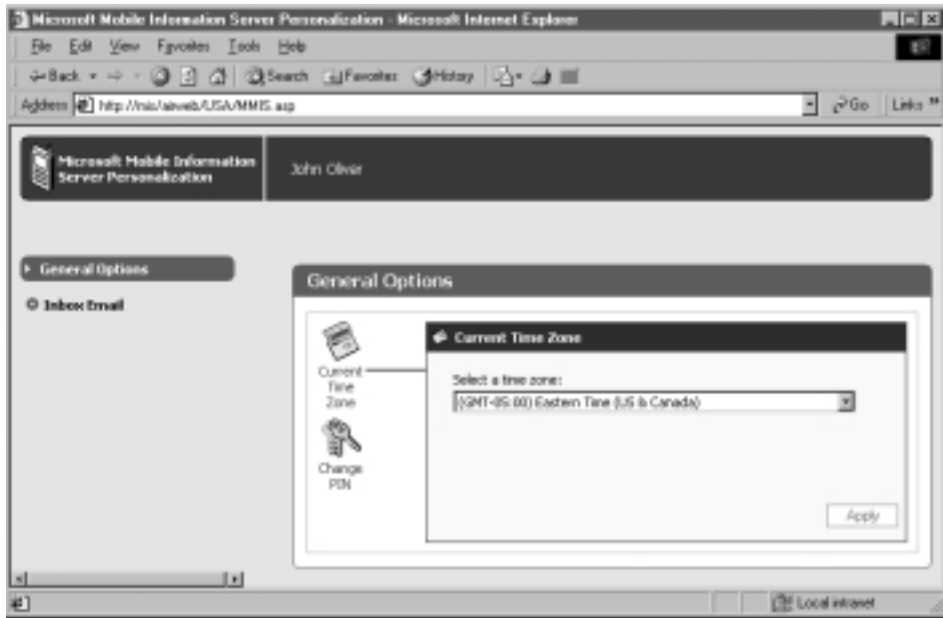 Microsoft Mobile Information Server Personalization - Microsoft Internet Explorer
File Edit View Favorites Tools Help
Back Search Favorites History
Address http://mis/airweb/USA/MMIS.asp Go Links »
Microsoft Mobile Information
Server Personalization
John Oliver
General Options
Inbox Email
General Options
Current
Time
Zone
Change
PIN
Current Time Zone
Select a time zone:
(GMT-05:00) Eastern Time (US & Canada)
Apply
Local intranet